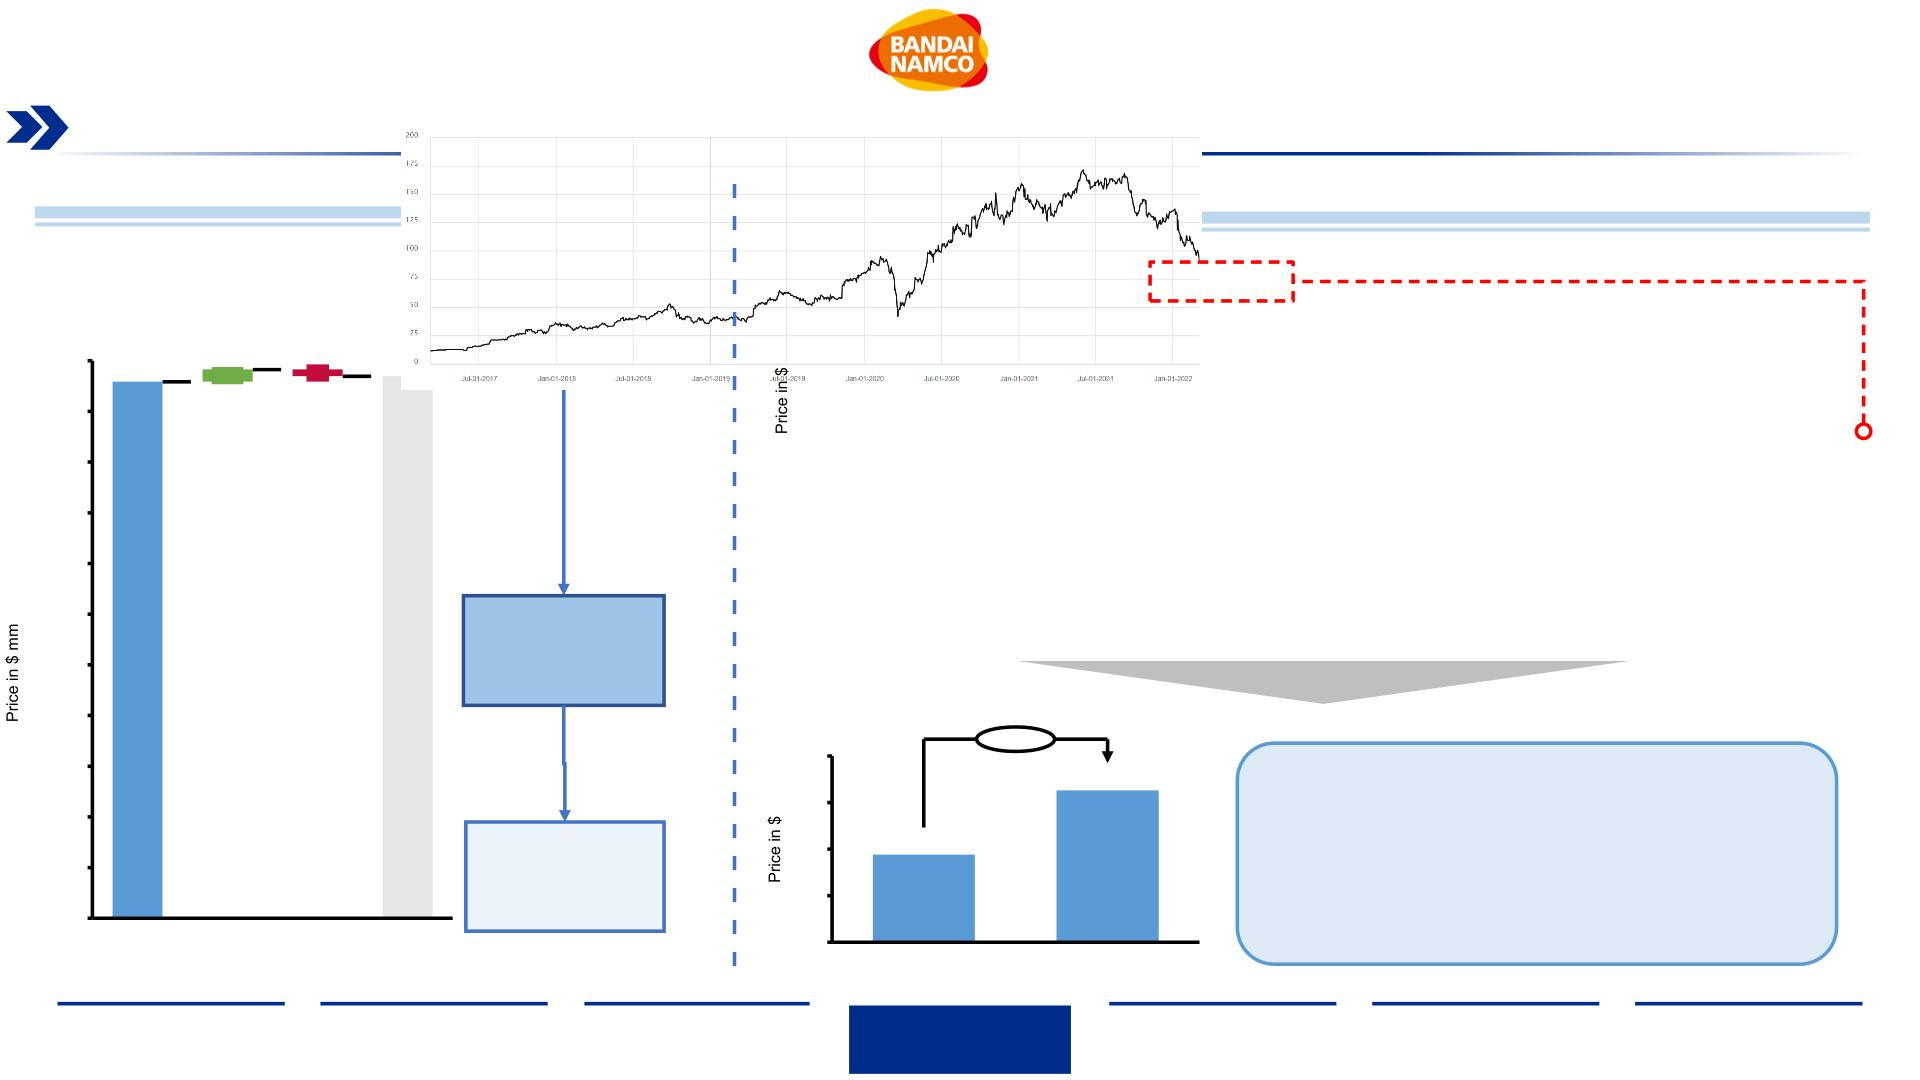 BANDAI
NAMCO
200
175
150
125
100
75
50
25
0
Jul-01-2017
Jan-01-2018
Jul-01-2018
Jan-01-2019
Jul-01-2019
Jan-01-2020
Jul-01-2020
Jan-01-2021
Jul-01-2021
Jan-01-2022
Price in $
Price in $ mm
Price in $